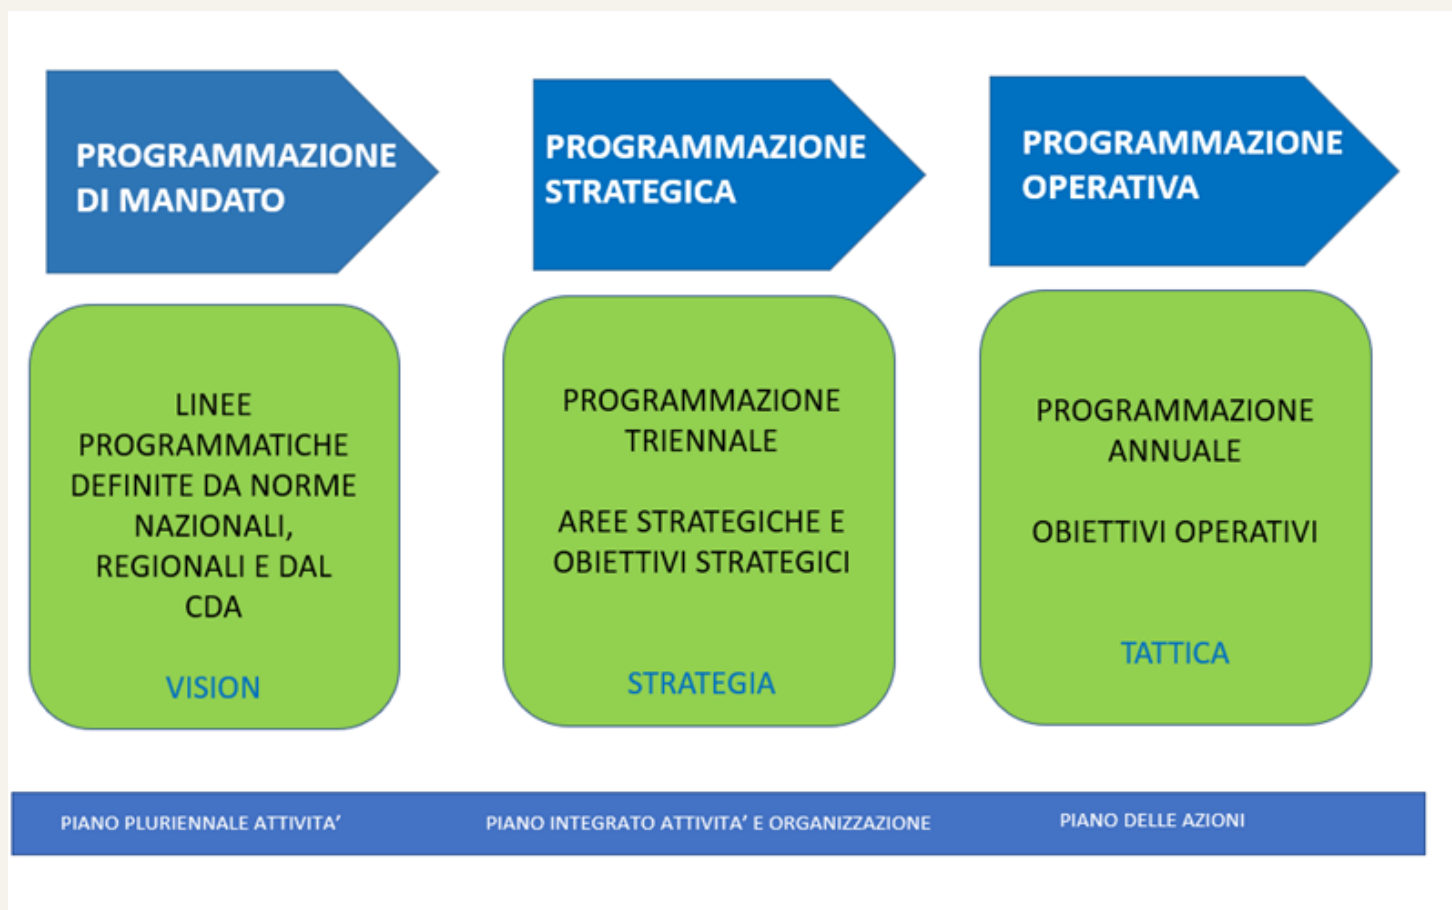 PROGRAMMAZIONE
DI MANDATO
PROGRAMMAZIONE
STRATEGICA
PROGRAMMAZIONE
OPERATIVA
LINEE
PROGRAMMATICHE
DEFINITE DA NORME
NAZIONALI,
REGIONALI E DAL
CDA
VISION
PROGRAMMAZIONE
TRIENNALE
AREE STRATEGICHE E
OBIETTIVI STRATEGICI
STRATEGIA
PROGRAMMAZIONE
ANNUALE
OBIETTIVI OPERATIVI
TATTICA
PIANO PLURIENNALE ATTIVITA’
PIANO INTEGRATO ATTIVITA’ E ORGANIZZAZIONE
PIANO DELLE AZIONI